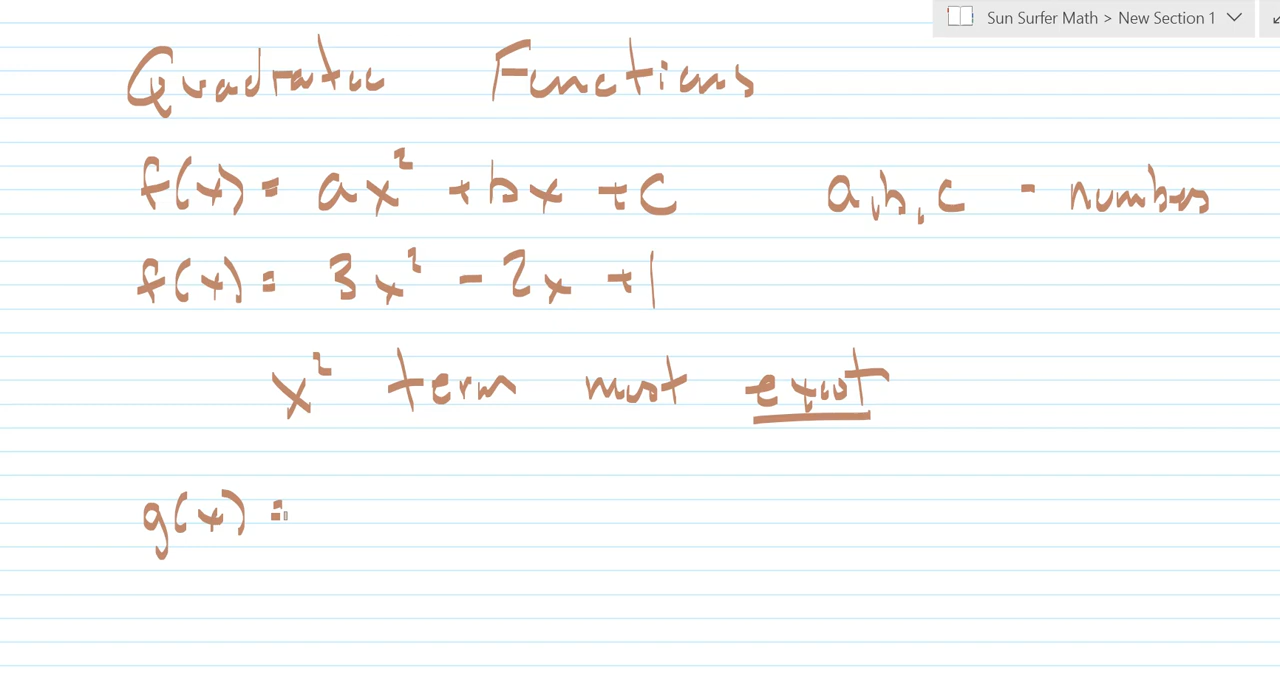 Sun Surfer Math > New Section 1
Quadratic Functions
f(x) = ax² + bx + c a, b, c - numbers
f(x) = 3x² - 2x + 1
x² term must exist
g(x) =